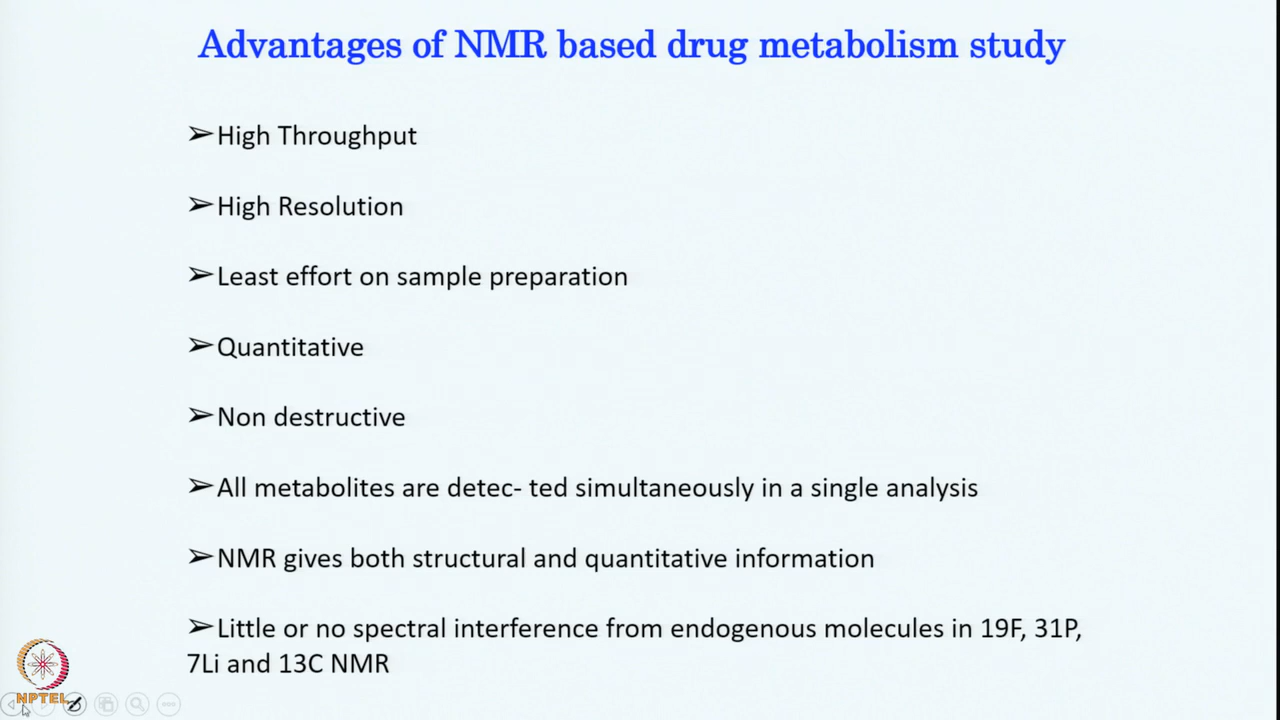 Advantages of NMR based drug metabolism study
➢High Throughput
➢High Resolution
➢Least effort on sample preparation
➢Quantitative
➢Non destructive
➢All metabolites are detec- ted simultaneously in a single analysis
➢NMR gives both structural and quantitative information
➢Little or no spectral interference from endogenous molecules in 19F, 31P,
7Li and 13C NMR
NPTEL